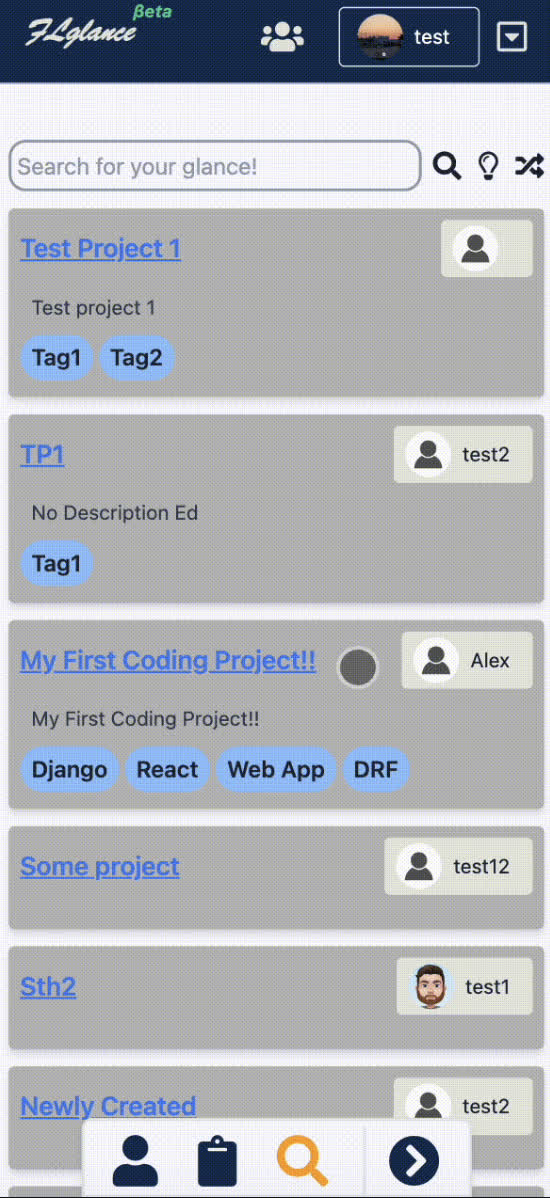 FLglance βeta
test
Search for your glance!
Test Project 1
Test project 1
Tag1 Tag2
TP1 test2
No Description Ed
Tag1
My First Coding Project!! Alex
My First Coding Project!!
Django React Web App DRF
Some project test12
Sth2 test1
Newly Created test2